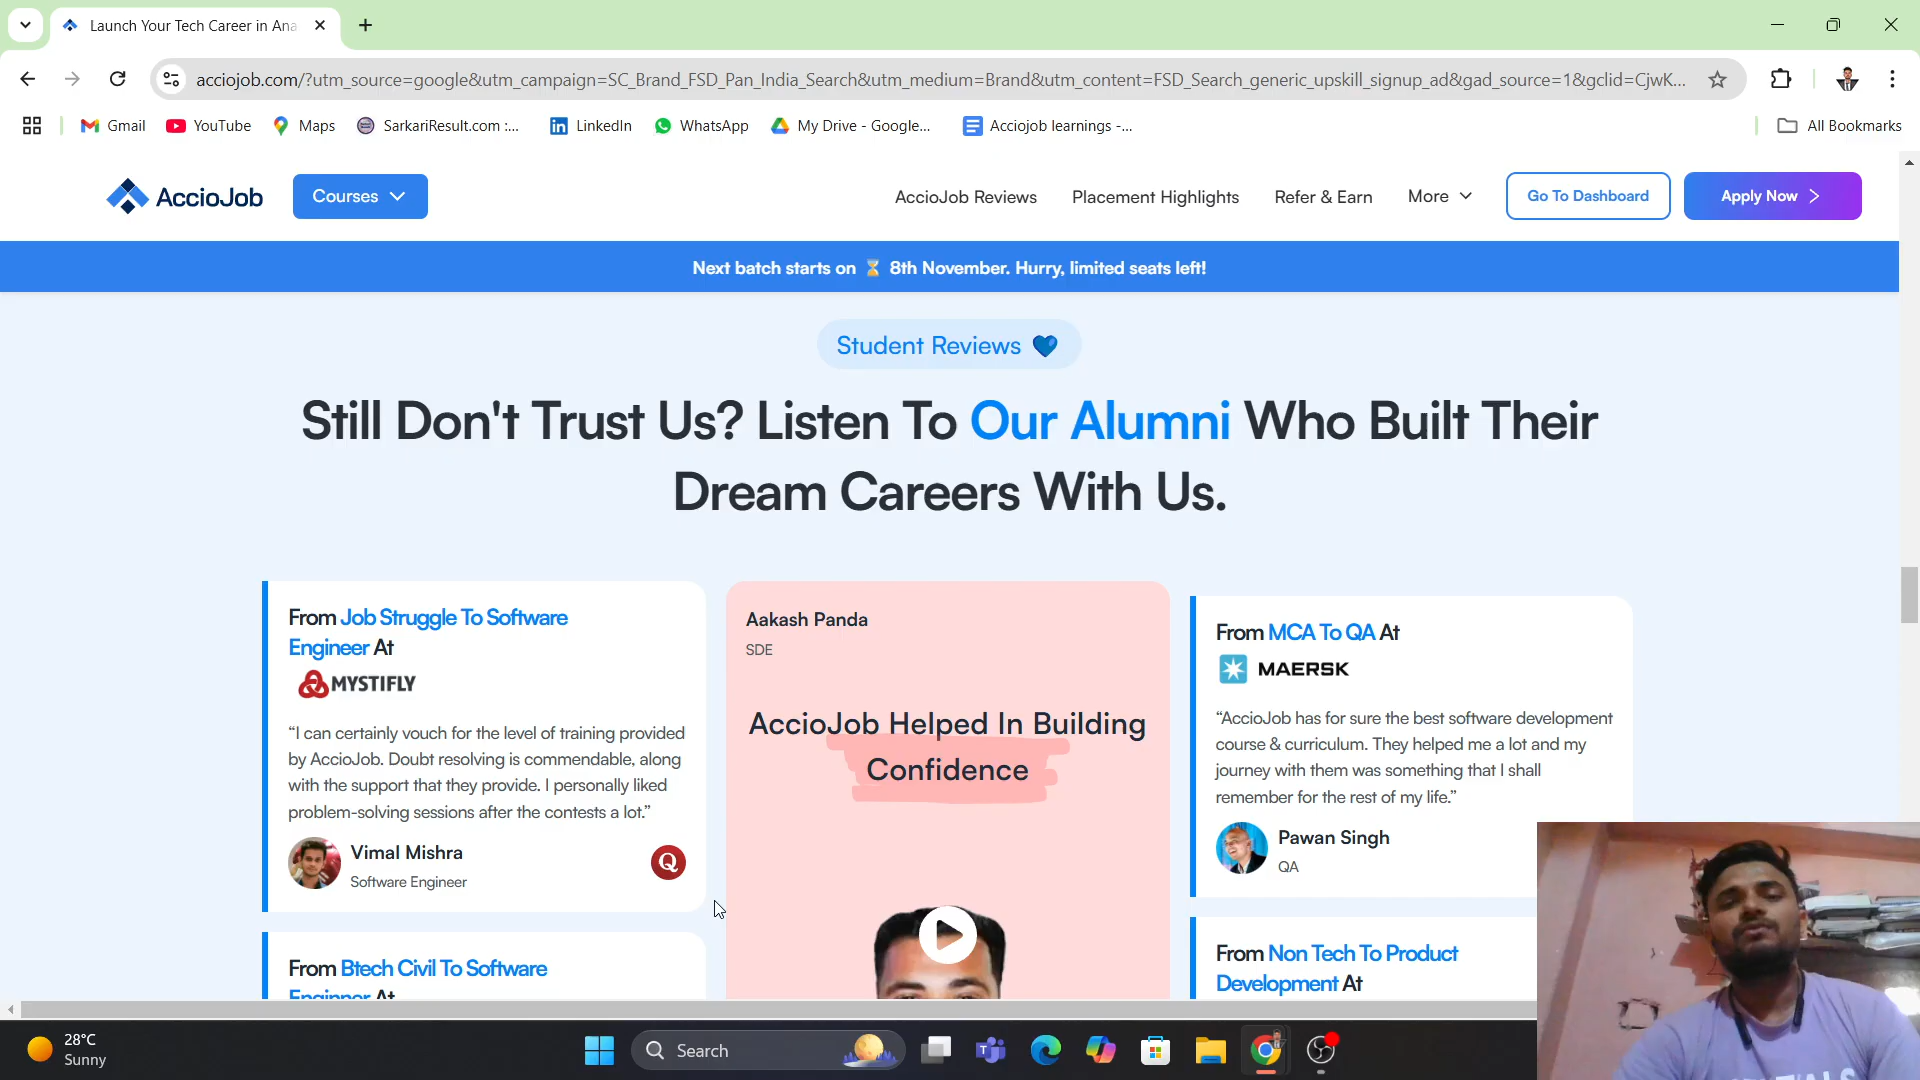 Launch Your Tech Career in Ana
acciojob.com/?utm_source=google&utm_campaign=SC_Brand_FSD_Pan_India_Search&utm_medium=Brand&utm_content=FSD_Search_generic_upskill_signup_ad&gad_source=1&gclid=CjwK...
Gmail YouTube Maps SarkariResult.com :... LinkedIn WhatsApp My Drive - Google... Acciojob learnings -... All Bookmarks
AccioJob Courses AccioJob Reviews Placement Highlights Refer & Earn More Go To Dashboard Apply Now
Next batch starts on ⌛ 8th November. Hurry, limited seats left!
Student Reviews 💙
Still Don't Trust Us? Listen To Our Alumni Who Built Their
Dream Careers With Us.
From Job Struggle To Software
Engineer At
MYSTIFLY
“I can certainly vouch for the level of training provided
by AccioJob. Doubt resolving is commendable, along
with the support that they provide. I personally liked
problem-solving sessions after the contests a lot.”
Vimal Mishra
Software Engineer
Q
From Btech Civil To Software
Engineer At
Aakash Panda
SDE
AccioJob Helped In Building
Confidence
From MCA To QA At
MAERSK
“AccioJob has for sure the best software development
course & curriculum. They helped me a lot and my
journey with them was something that I shall
remember for the rest of my life.”
Pawan Singh
QA
From Non Tech To Product
Development At
28°C
Sunny
Search